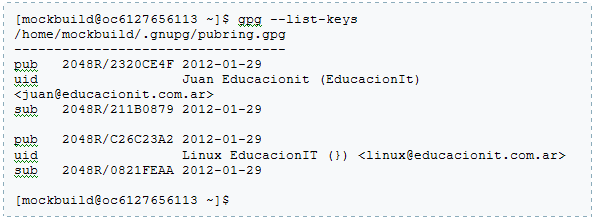 [mockbuild@oc6127656113 ~]$ gpg --list-keys
/home/mockbuild/.gnupg/pubring.gpg
----------------------------------
pub   2048R/2320CE4F 2012-01-29
uid                  Juan Educacionit (EducacionIt)
<juan@educacionit.com.ar>
sub   2048R/211B0879 2012-01-29
pub   2048R/C26C23A2 2012-01-29
uid                  Linux EducacionIT (}) <linux@educacionit.com.ar>
sub   2048R/0821FEAA 2012-01-29
[mockbuild@oc6127656113 ~]$